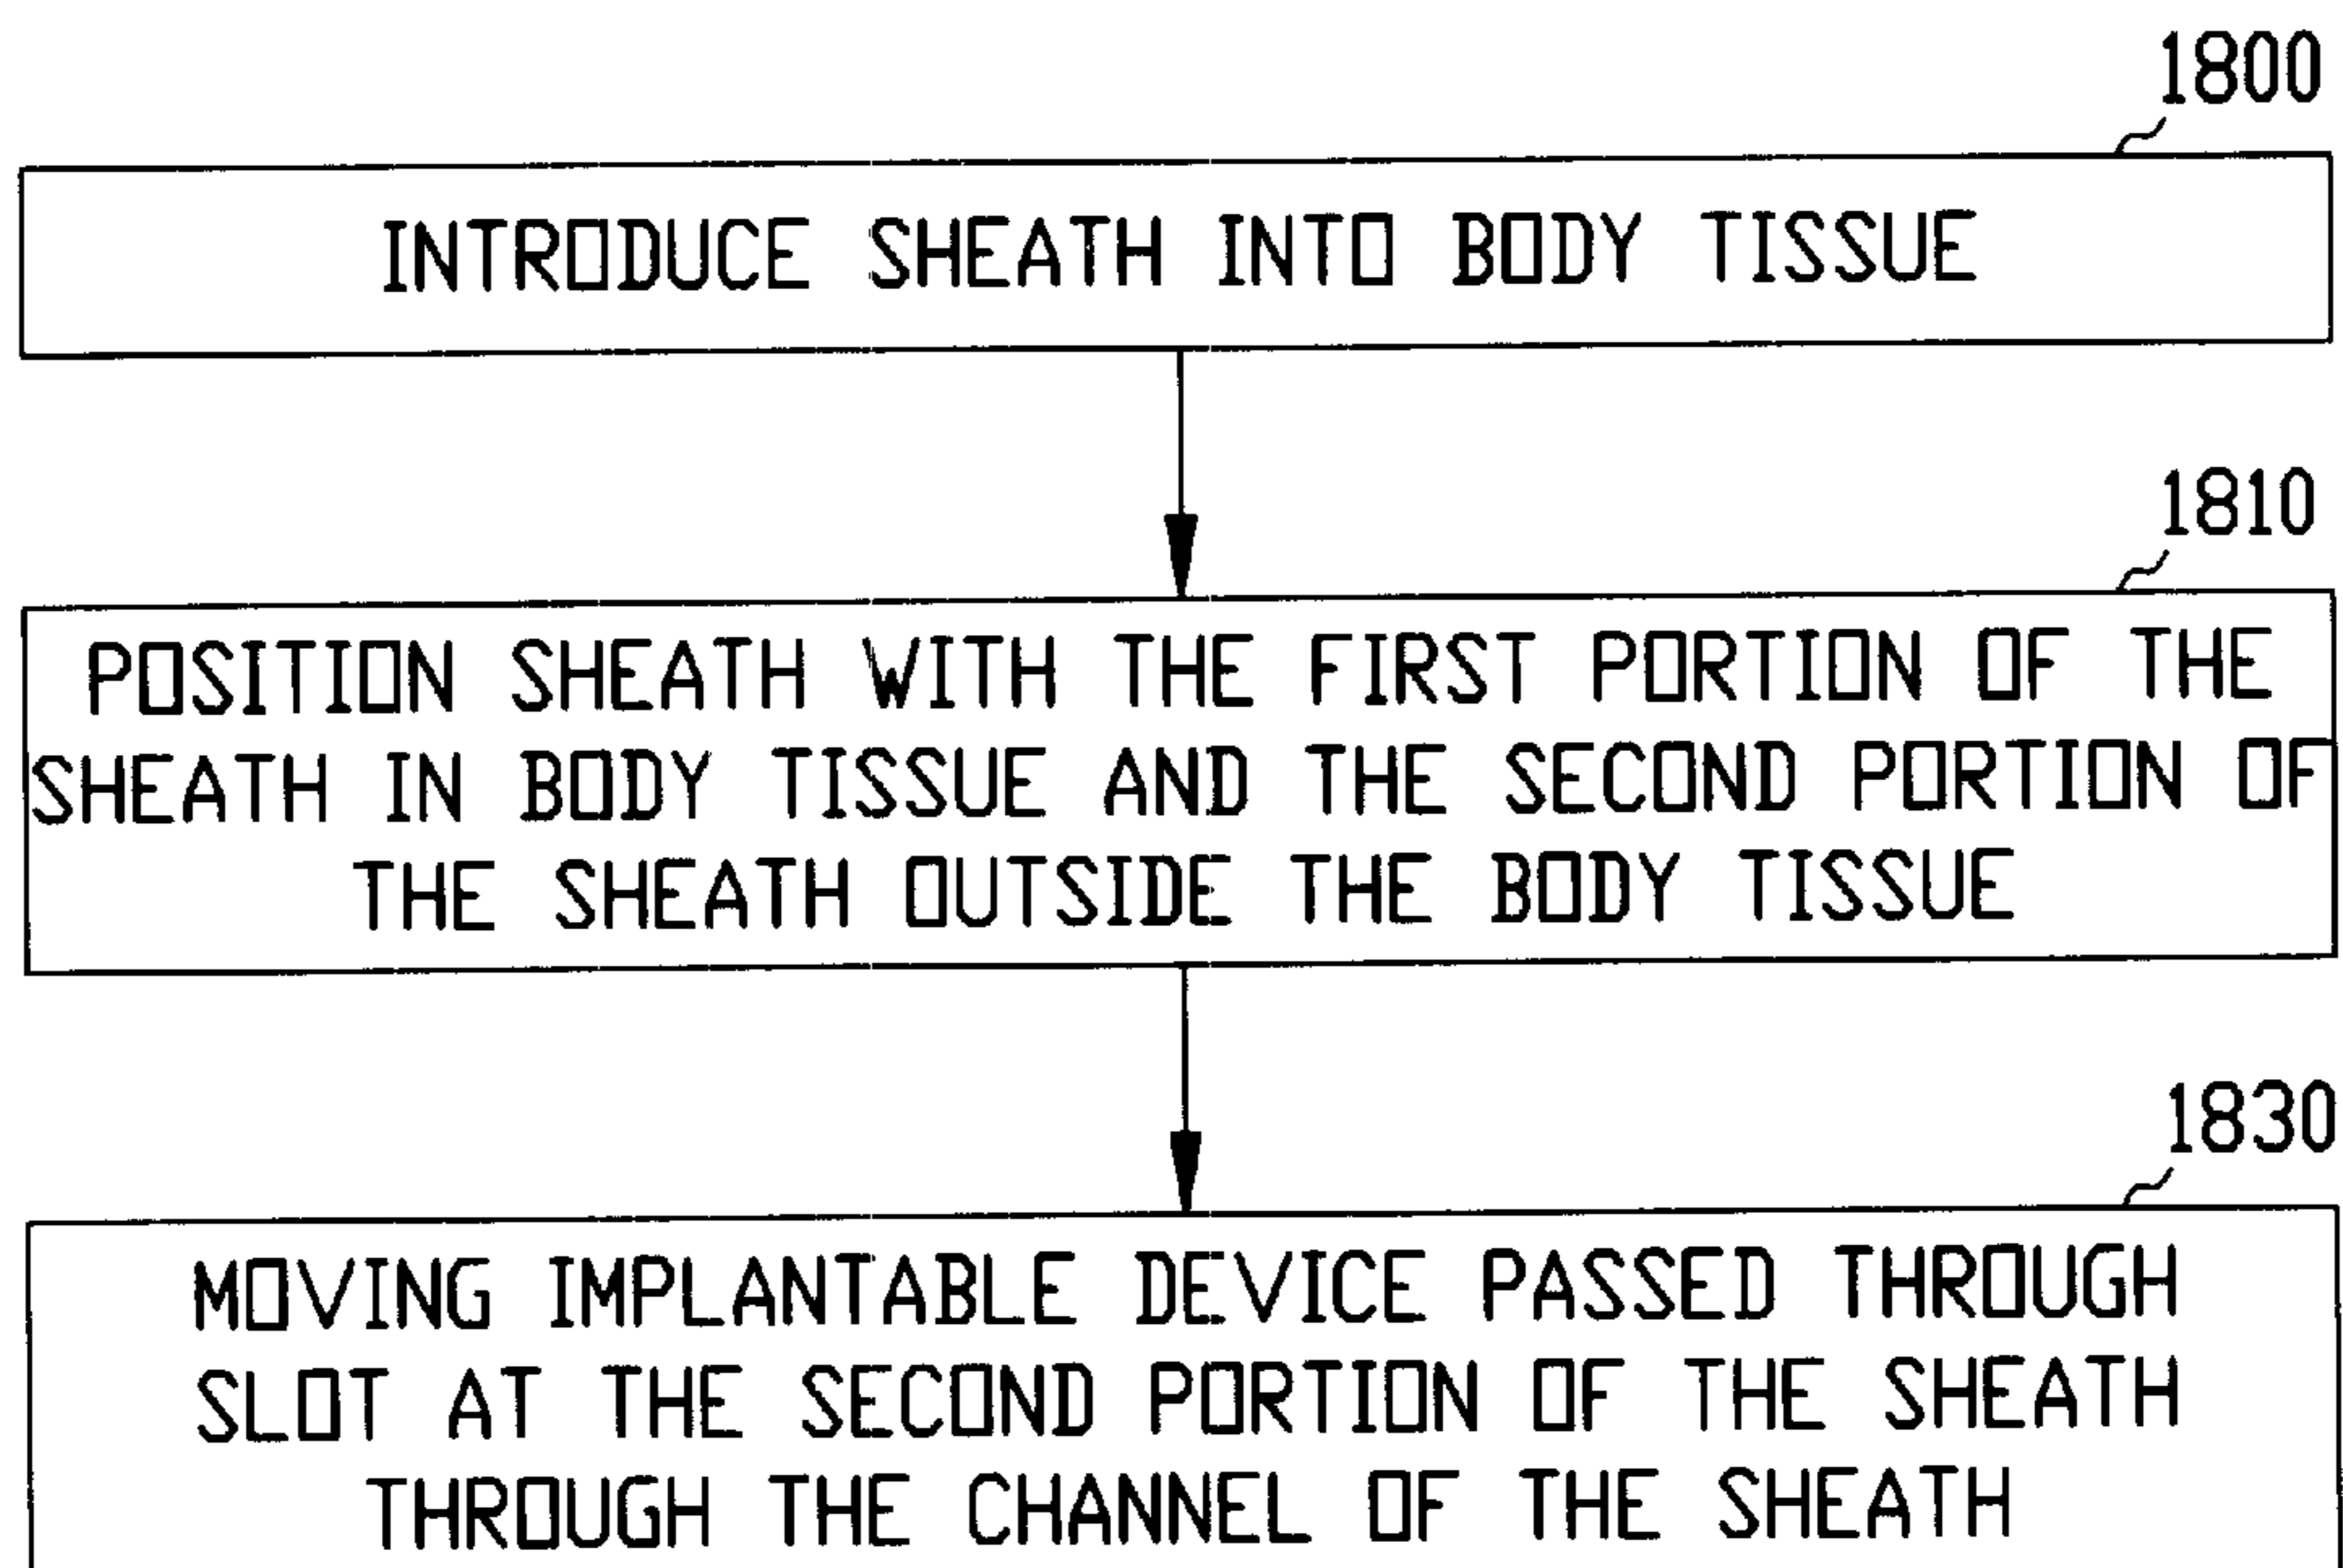 1800
INTRODUCE SHEATH INTO BODY TISSUE
1810
POSITION SHEATH WITH THE FIRST PORTION OF THE
SHEATH IN BODY TISSUE AND THE SECOND PORTION OF
THE SHEATH OUTSIDE THE BODY TISSUE
1830
MOVING IMPLANTABLE DEVICE PASSED THROUGH
SLOT AT THE SECOND PORTION OF THE SHEATH
THROUGH THE CHANNEL OF THE SHEATH